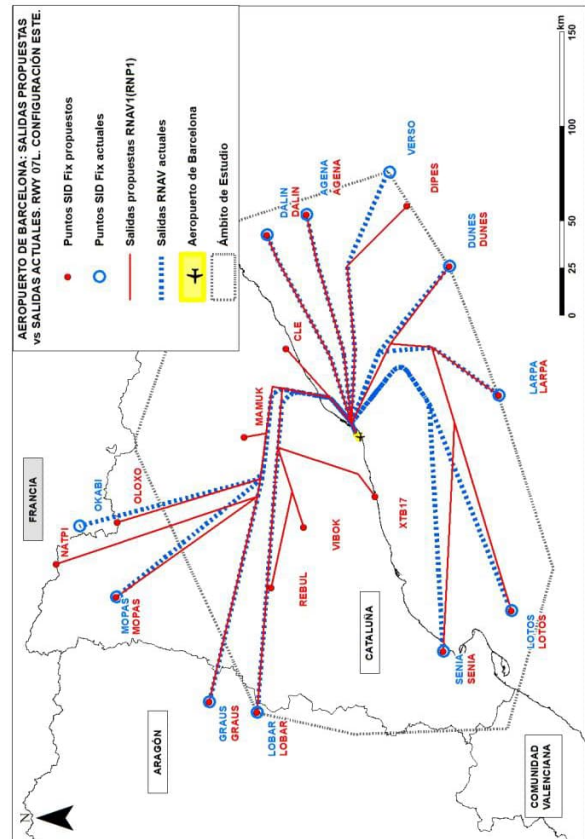 AEROPUERTO DE BARCELONA: SALIDAS PROPUESTAS
vs SALIDAS ACTUALES. RWY 07L. CONFIGURACIÓN ESTE.
Puntos SID Fix propuestos
Puntos SID Fix actuales
Salidas propuestas RNAV1(RNP1)
Salidas RNAV actuales
Aeropuerto de Barcelona
Ámbito de Estudio
N
FRANCIA
NATPI
OKABI
OLOXO
MOPAS
MOPAS
MAMUK
CLE
DÁLIN
DÁLIN
AGENA
AGENA
VERSO
DIPES
DUNES
DUNES
LARPA
LARPA
ARAGÓN
GRAUS
GRAUS
LOBAR
LOBAR
REBUL
VIBOK
CATALUÑA
XTB17
SENIA
SENIA
LOTOS
LOTOS
COMUNIDAD
VALENCIANA
0 25 50 100 150
km